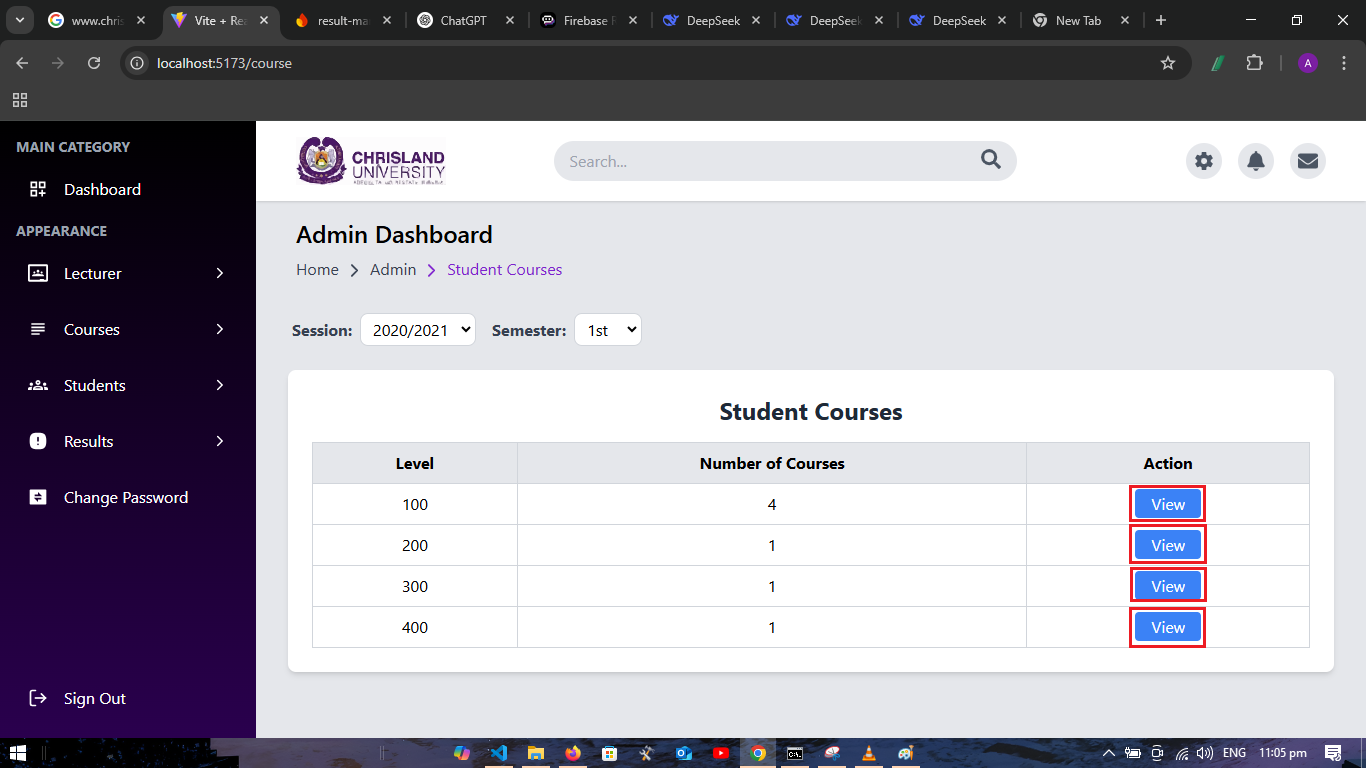 www.chris
Vite + Rea
result-ma
ChatGPT
Firebase R
DeepSeek
DeepSeek
DeepSeek
New Tab
localhost:5173/course
A
MAIN CATEGORY
Dashboard
APPEARANCE
Lecturer
Courses
Students
Results
Change Password
Sign Out
CHRISLAND
UNIVERSITY
Search...
Admin Dashboard
Home Admin Student Courses
Session: 2020/2021 Semester: 1st
Student Courses
Level Number of Courses Action
100 4 View
200 1 View
300 1 View
400 1 View
ENG 11:05 pm